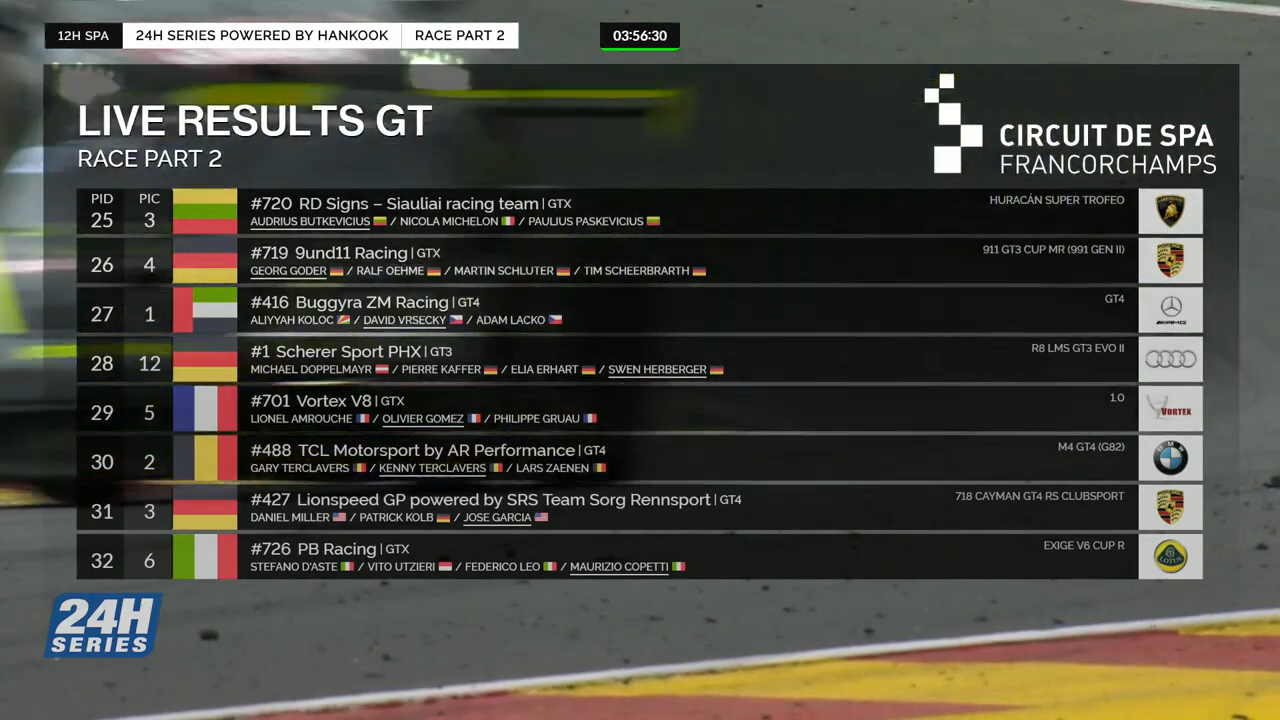 12H SPA 24H SERIES POWERED BY HANKOOK RACE PART 2 03:56:30
LIVE RESULTS GT
RACE PART 2
CIRCUIT DE SPA
FRANCORCHAMPS
PID PIC
25 3 #720 RD Signs – Siauliai racing team | GTX HURACÁN SUPER TROFEO
AUDRIUS BUTKEVICIUS / NICOLA MICHELON / PAULIUS PASKEVICIUS
26 4 #719 9und11 Racing | GTX 911 GT3 CUP MR (991 GEN II)
GEORG GODER / RALF OEHME / MARTIN SCHLUTER / TIM SCHEERBRARTH
27 1 #416 Buggyra ZM Racing | GT4 GT4
ALIYYAH KOLOC / DAVID VRSECKY / ADAM LACKO
AMG
28 12 #1 Scherer Sport PHX | GT3 R8 LMS GT3 EVO II
MICHAEL DOPPELMAYR / PIERRE KAFFER / ELIA ERHART / SWEN HERBERGER
29 5 #701 Vortex V8 | GTX 1.0
LIONEL AMROUCHE / OLIVIER GOMEZ / PHILIPPE GRUAU
VORTEX
30 2 #488 TCL Motorsport by AR Performance | GT4 M4 GT4 (G82)
GARY TERCLAVERS / KENNY TERCLAVERS / LARS ZAENEN
BMW
31 3 #427 Lionspeed GP powered by SRS Team Sorg Rennsport | GT4 718 CAYMAN GT4 RS CLUBSPORT
DANIEL MILLER / PATRICK KOLB / JOSE GARCIA
32 6 #726 PB Racing | GTX EXIGE V6 CUP R
STEFANO D'ASTE / VITO UTZIERI / FEDERICO LEO / MAURIZIO COPETTI
LOTUS
24H
SERIES